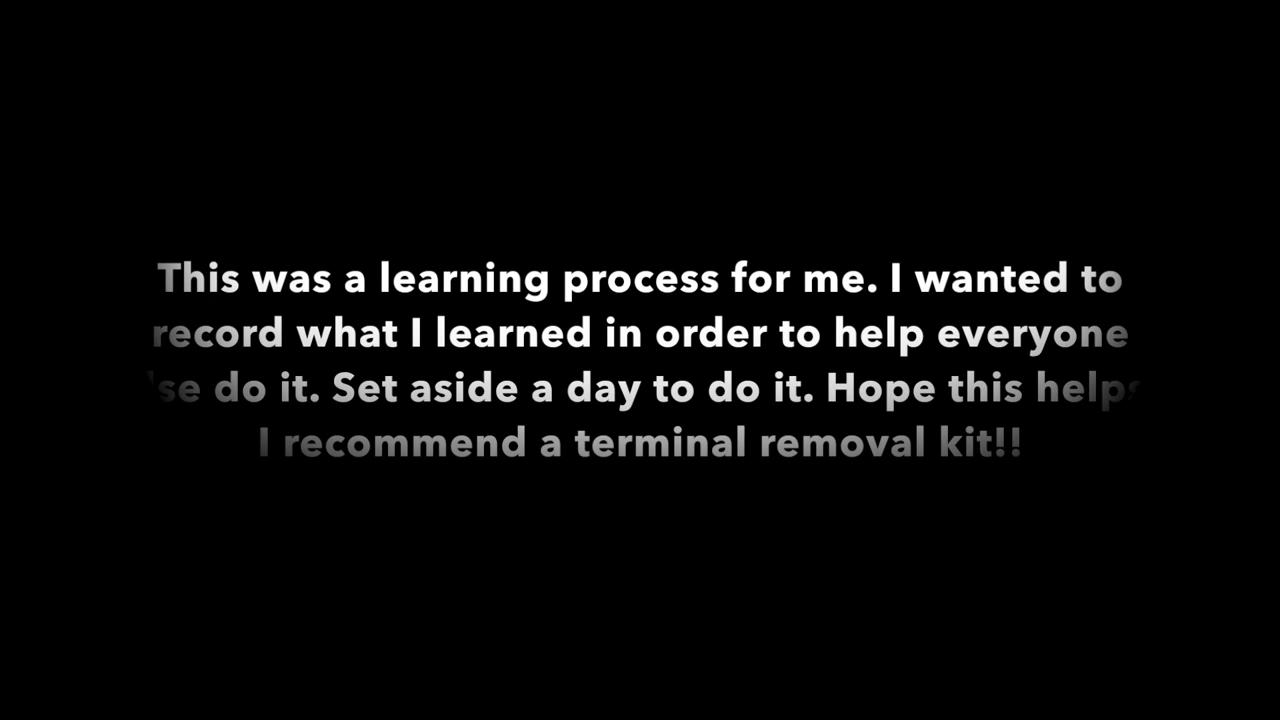 This was a learning process for me. I wanted to
record what I learned in order to help everyone
else do it. Set aside a day to do it. Hope this helps
I recommend a terminal removal kit!!